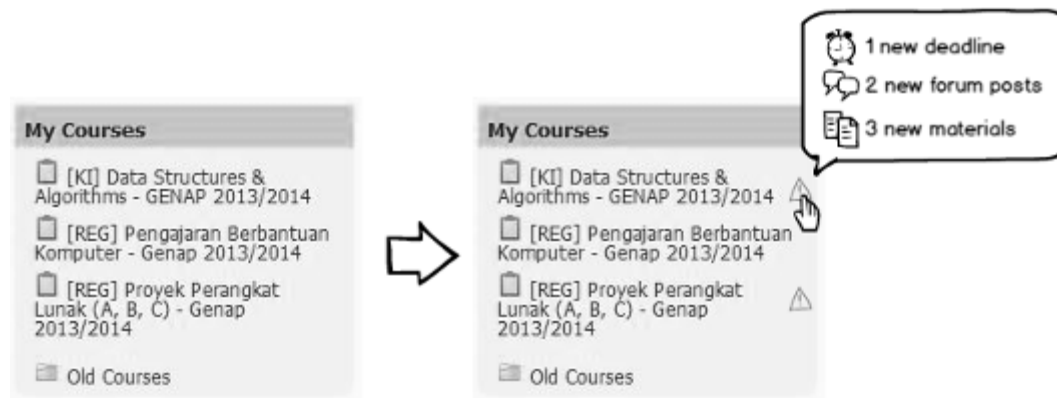 My Courses
[KI] Data Structures &
Algorithms - GENAP 2013/2014
[REG] Pengajaran Berbantuan
Komputer - Genap 2013/2014
[REG] Proyek Perangkat
Lunak (A, B, C) - Genap
2013/2014
Old Courses
1 new deadline
2 new forum posts
3 new materials
My Courses
[KI] Data Structures &
Algorithms - GENAP 2013/2014
[REG] Pengajaran Berbantuan
Komputer - Genap 2013/2014
[REG] Proyek Perangkat
Lunak (A, B, C) - Genap
2013/2014
Old Courses